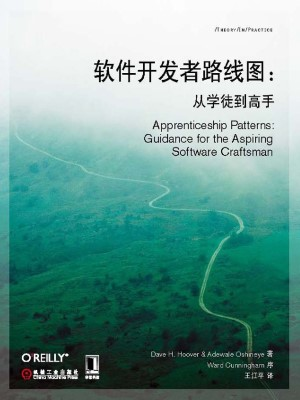 /THEORY/IN/PRACTICE
软件开发者路线图：
从学徒到高手
Apprenticeship Patterns:
Guidance for the Aspiring
Software Craftsman
Dave H. Hoover & Adewale Oshineye 著
Ward Cunningham 序
王江平 译
O'REILLY®
机械工业出版社
China Machine Press